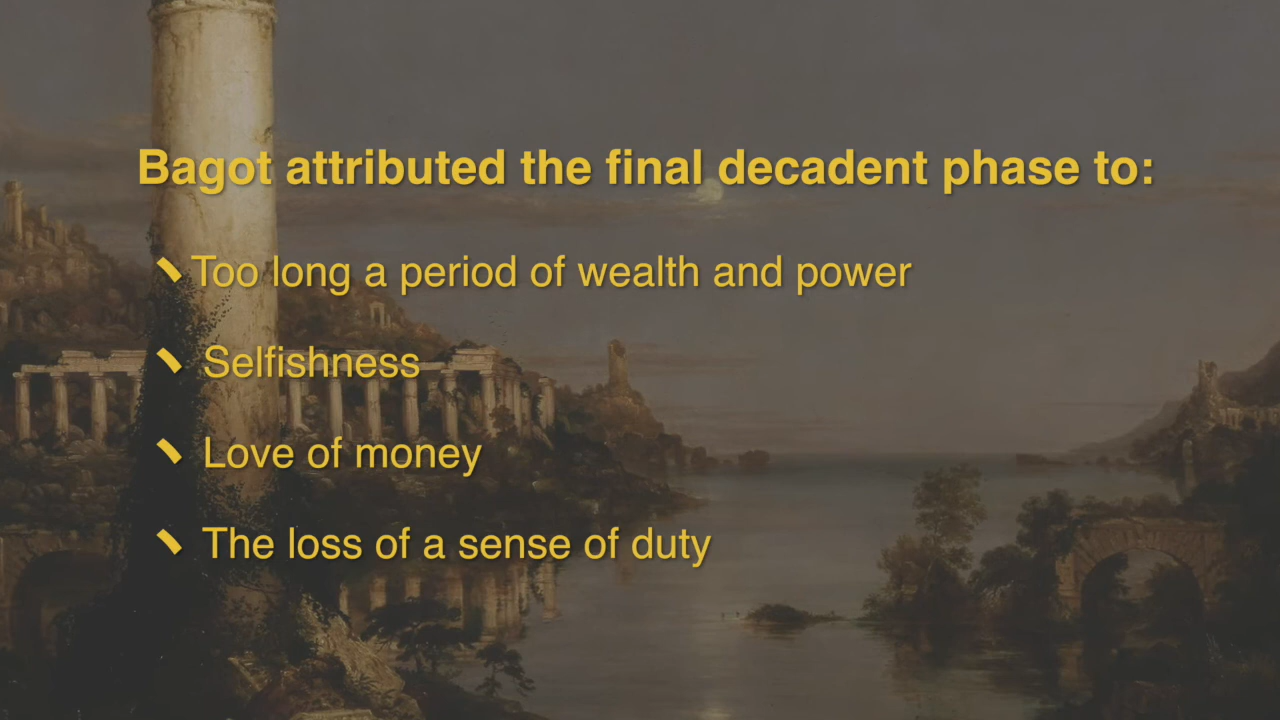 Bagot attributed the final decadent phase to:
Too long a period of wealth and power
Selfishness
Love of money
The loss of a sense of duty